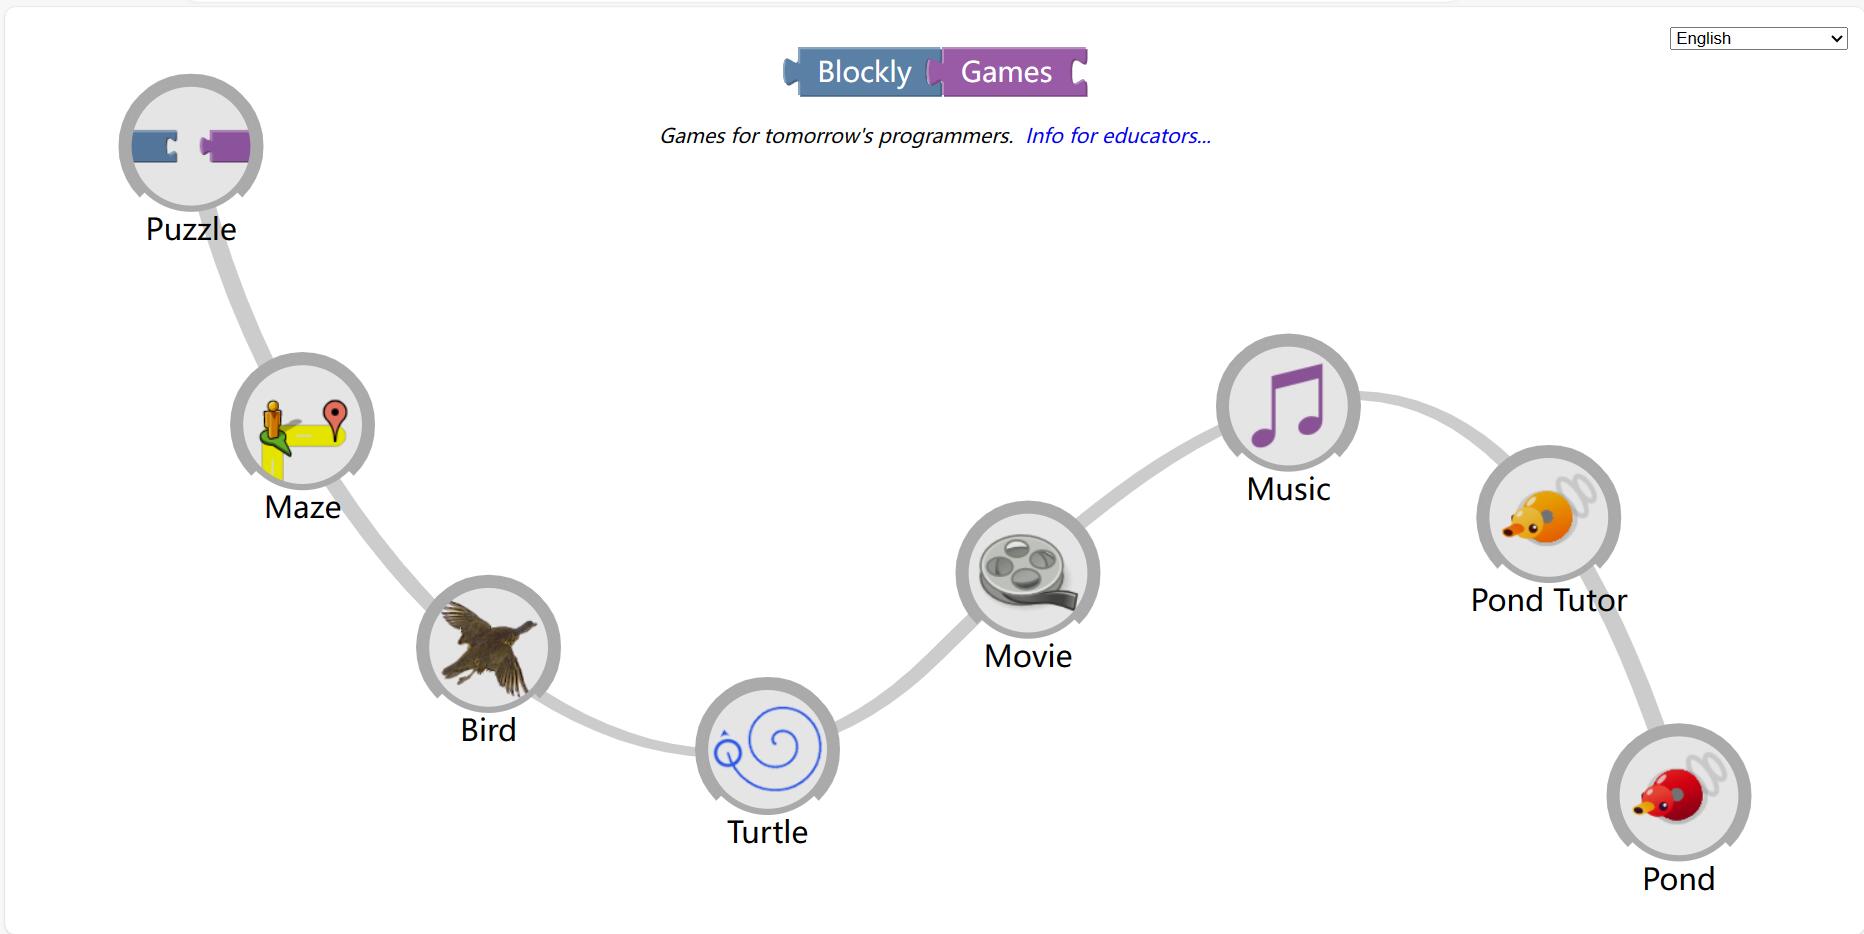 English
Blockly Games
Games for tomorrow's programmers. Info for educators...
Puzzle
Maze
Bird
Turtle
Movie
Music
Pond Tutor
Pond